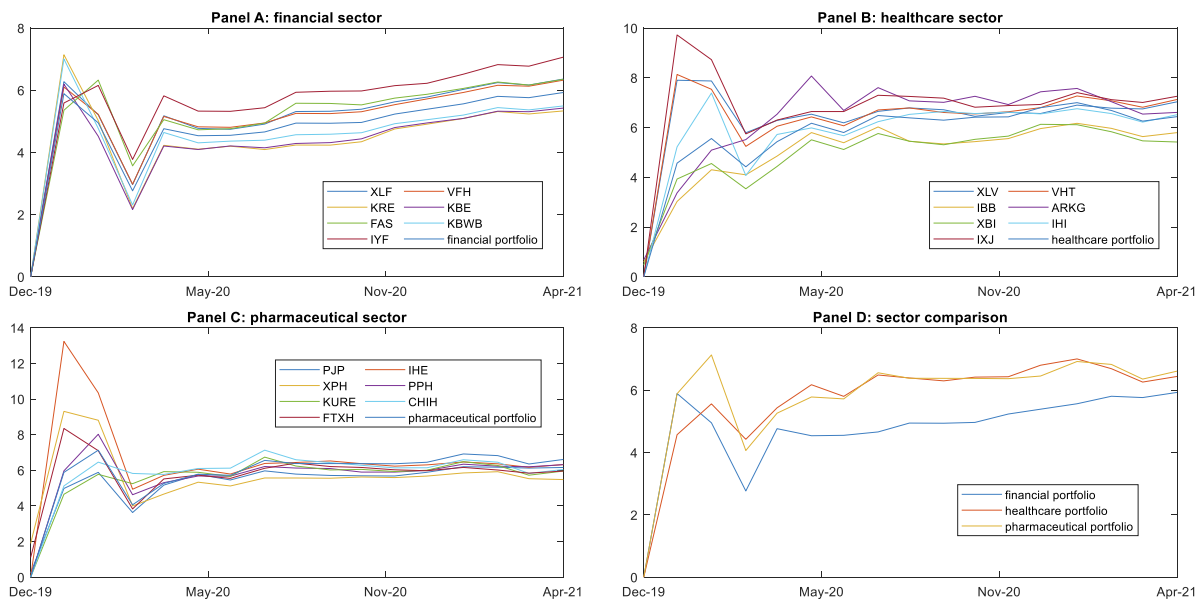 Panel A: financial sector
8
6
4
2
0
Dec-19 May-20 Nov-20 Apr-21
XLF VFH
KRE KBE
FAS KBWB
IYF financial portfolio
Panel B: healthcare sector
10
8
6
4
2
0
Dec-19 May-20 Nov-20 Apr-21
XLV VHT
IBB ARKG
XBI IHI
IXJ healthcare portfolio
Panel C: pharmaceutical sector
14
12
10
8
6
4
2
0
Dec-19 May-20 Nov-20 Apr-21
PJP IHE
XPH PPH
KURE CHIH
FTXH pharmaceutical portfolio
Panel D: sector comparison
8
6
4
2
0
Dec-19 May-20 Nov-20 Apr-21
financial portfolio
healthcare portfolio
pharmaceutical portfolio